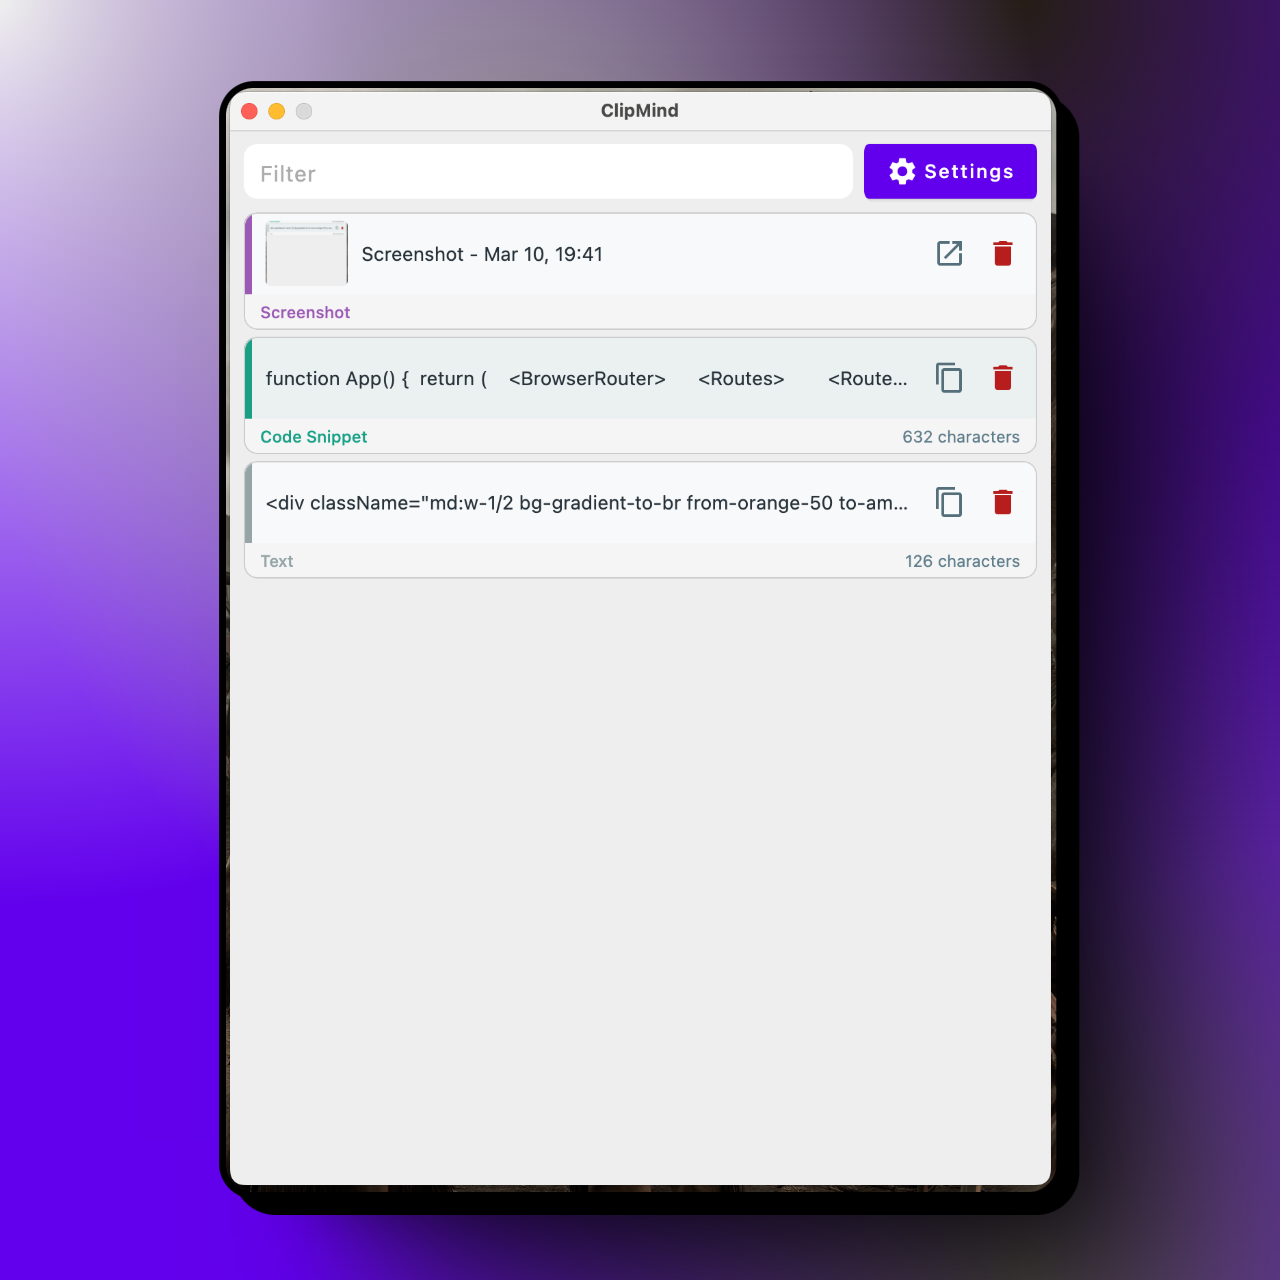 ClipMind
Filter
Settings
Screenshot - Mar 10, 19:41
Screenshot
function App() {  return (    <BrowserRouter>      <Routes>        <Route...
Code Snippet
632 characters
<div className="md:w-1/2 bg-gradient-to-br from-orange-50 to-am...
Text
126 characters